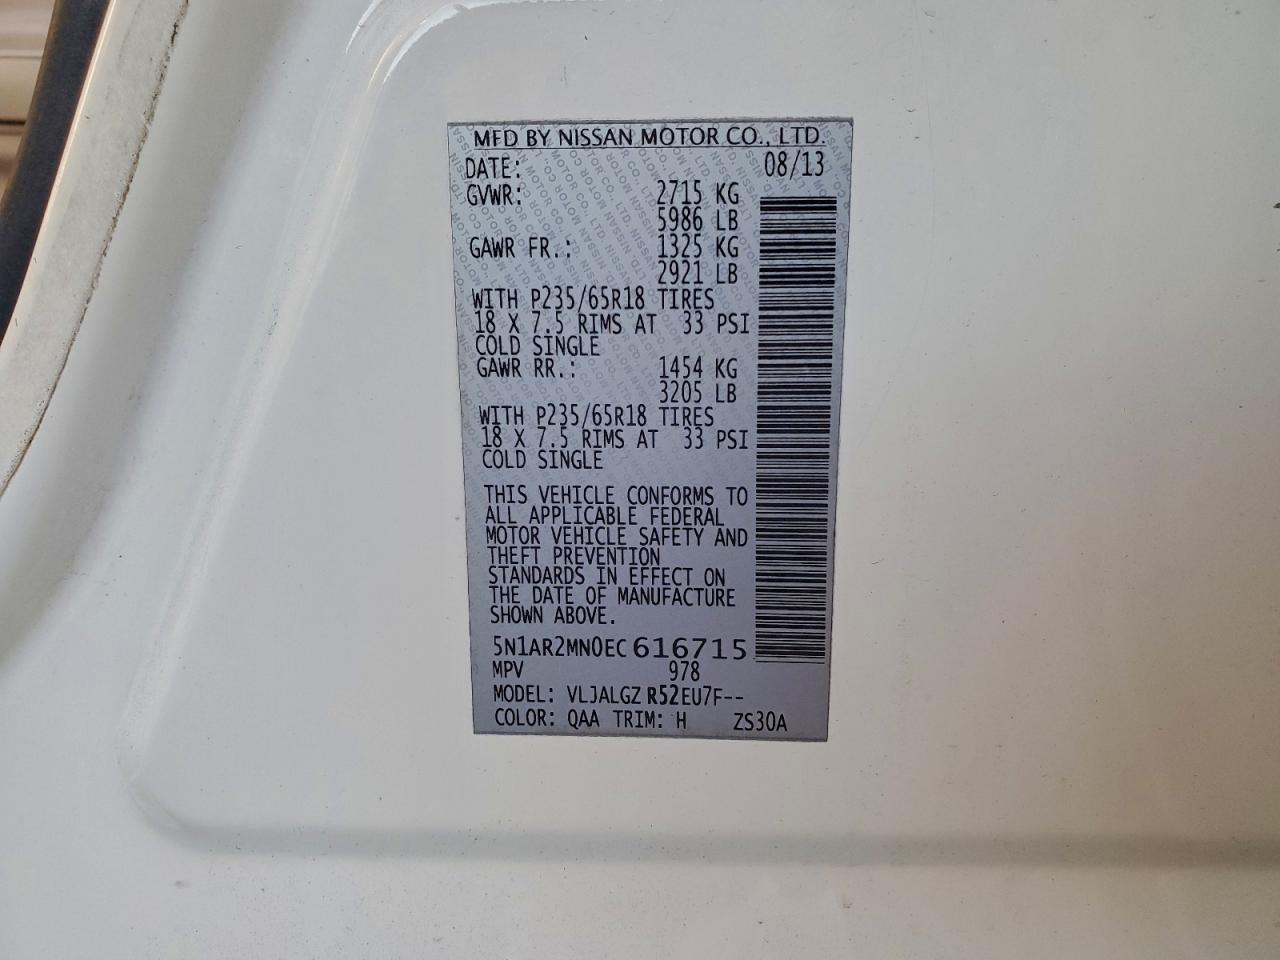 MFD BY NISSAN MOTOR CO., LTD.
DATE: 08/13
GVWR: 2715 KG
5986 LB
GAWR FR.: 1325 KG
2921 LB
WITH P235/65R18 TIRES
18 X 7.5 RIMS AT 33 PSI
COLD SINGLE
GAWR RR.: 1454 KG
3205 LB
WITH P235/65R18 TIRES
18 X 7.5 RIMS AT 33 PSI
COLD SINGLE
THIS VEHICLE CONFORMS TO
ALL APPLICABLE FEDERAL
MOTOR VEHICLE SAFETY AND
THEFT PREVENTION
STANDARDS IN EFFECT ON
THE DATE OF MANUFACTURE
SHOWN ABOVE.
5N1AR2MN0EC616715
MPV 978
MODEL: VLJALGZ R52EU7F--
COLOR: QAA TRIM: H ZS30A